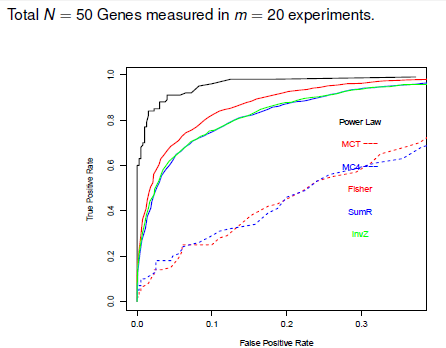 Total N = 50 Genes measured in m = 20 experiments.
1.0
0.8
0.6
0.4
0.2
0.0
True Positive Rate
Power Law
MCT ----
MC4 ----
Fisher
SumR
InvZ
0.0 0.1 0.2 0.3
False Positive Rate